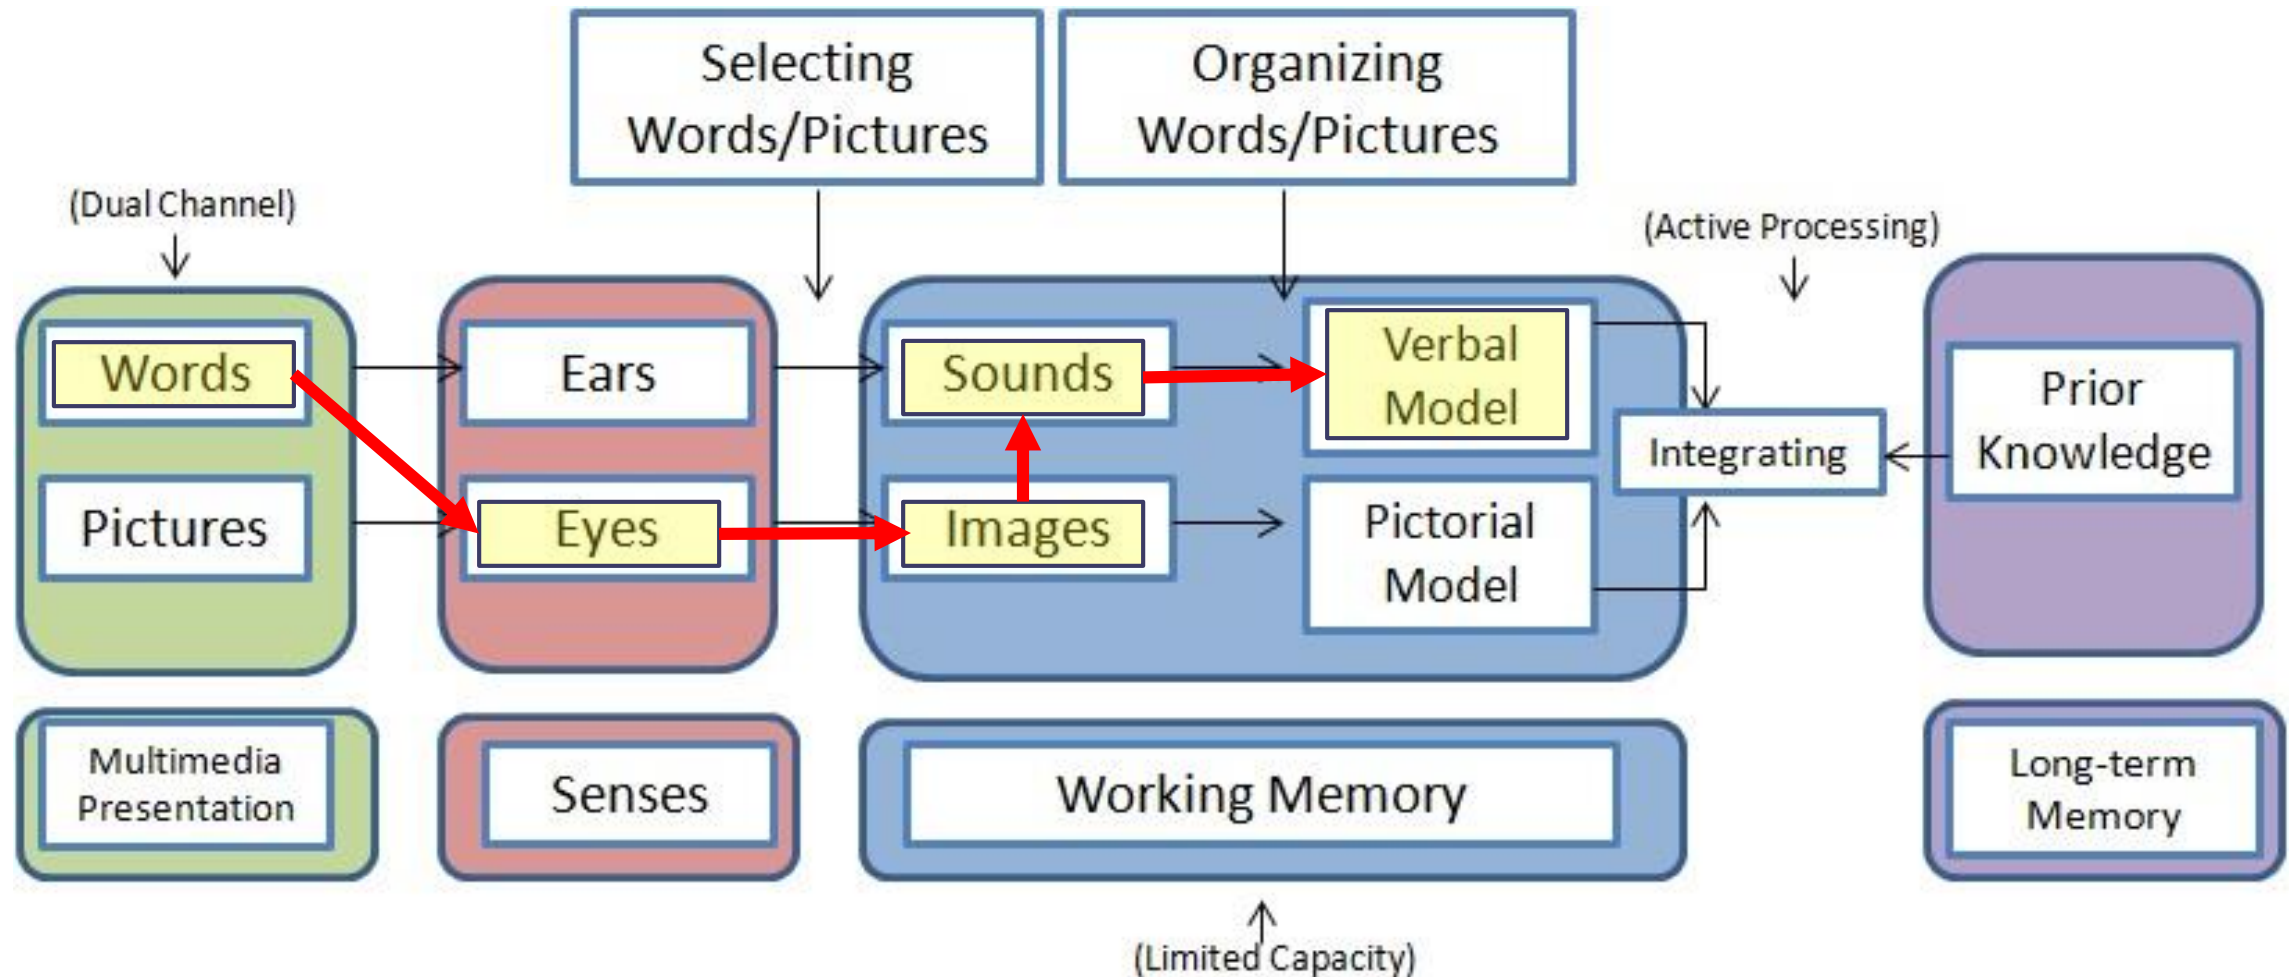 Selecting
Words/Pictures
Organizing
Words/Pictures
(Dual Channel)
(Active Processing)
Words
Pictures
Ears
Eyes
Sounds
Images
Verbal
Model
Pictorial
Model
Integrating
Prior
Knowledge
Multimedia
Presentation
Senses
Working Memory
Long-term
Memory
(Limited Capacity)